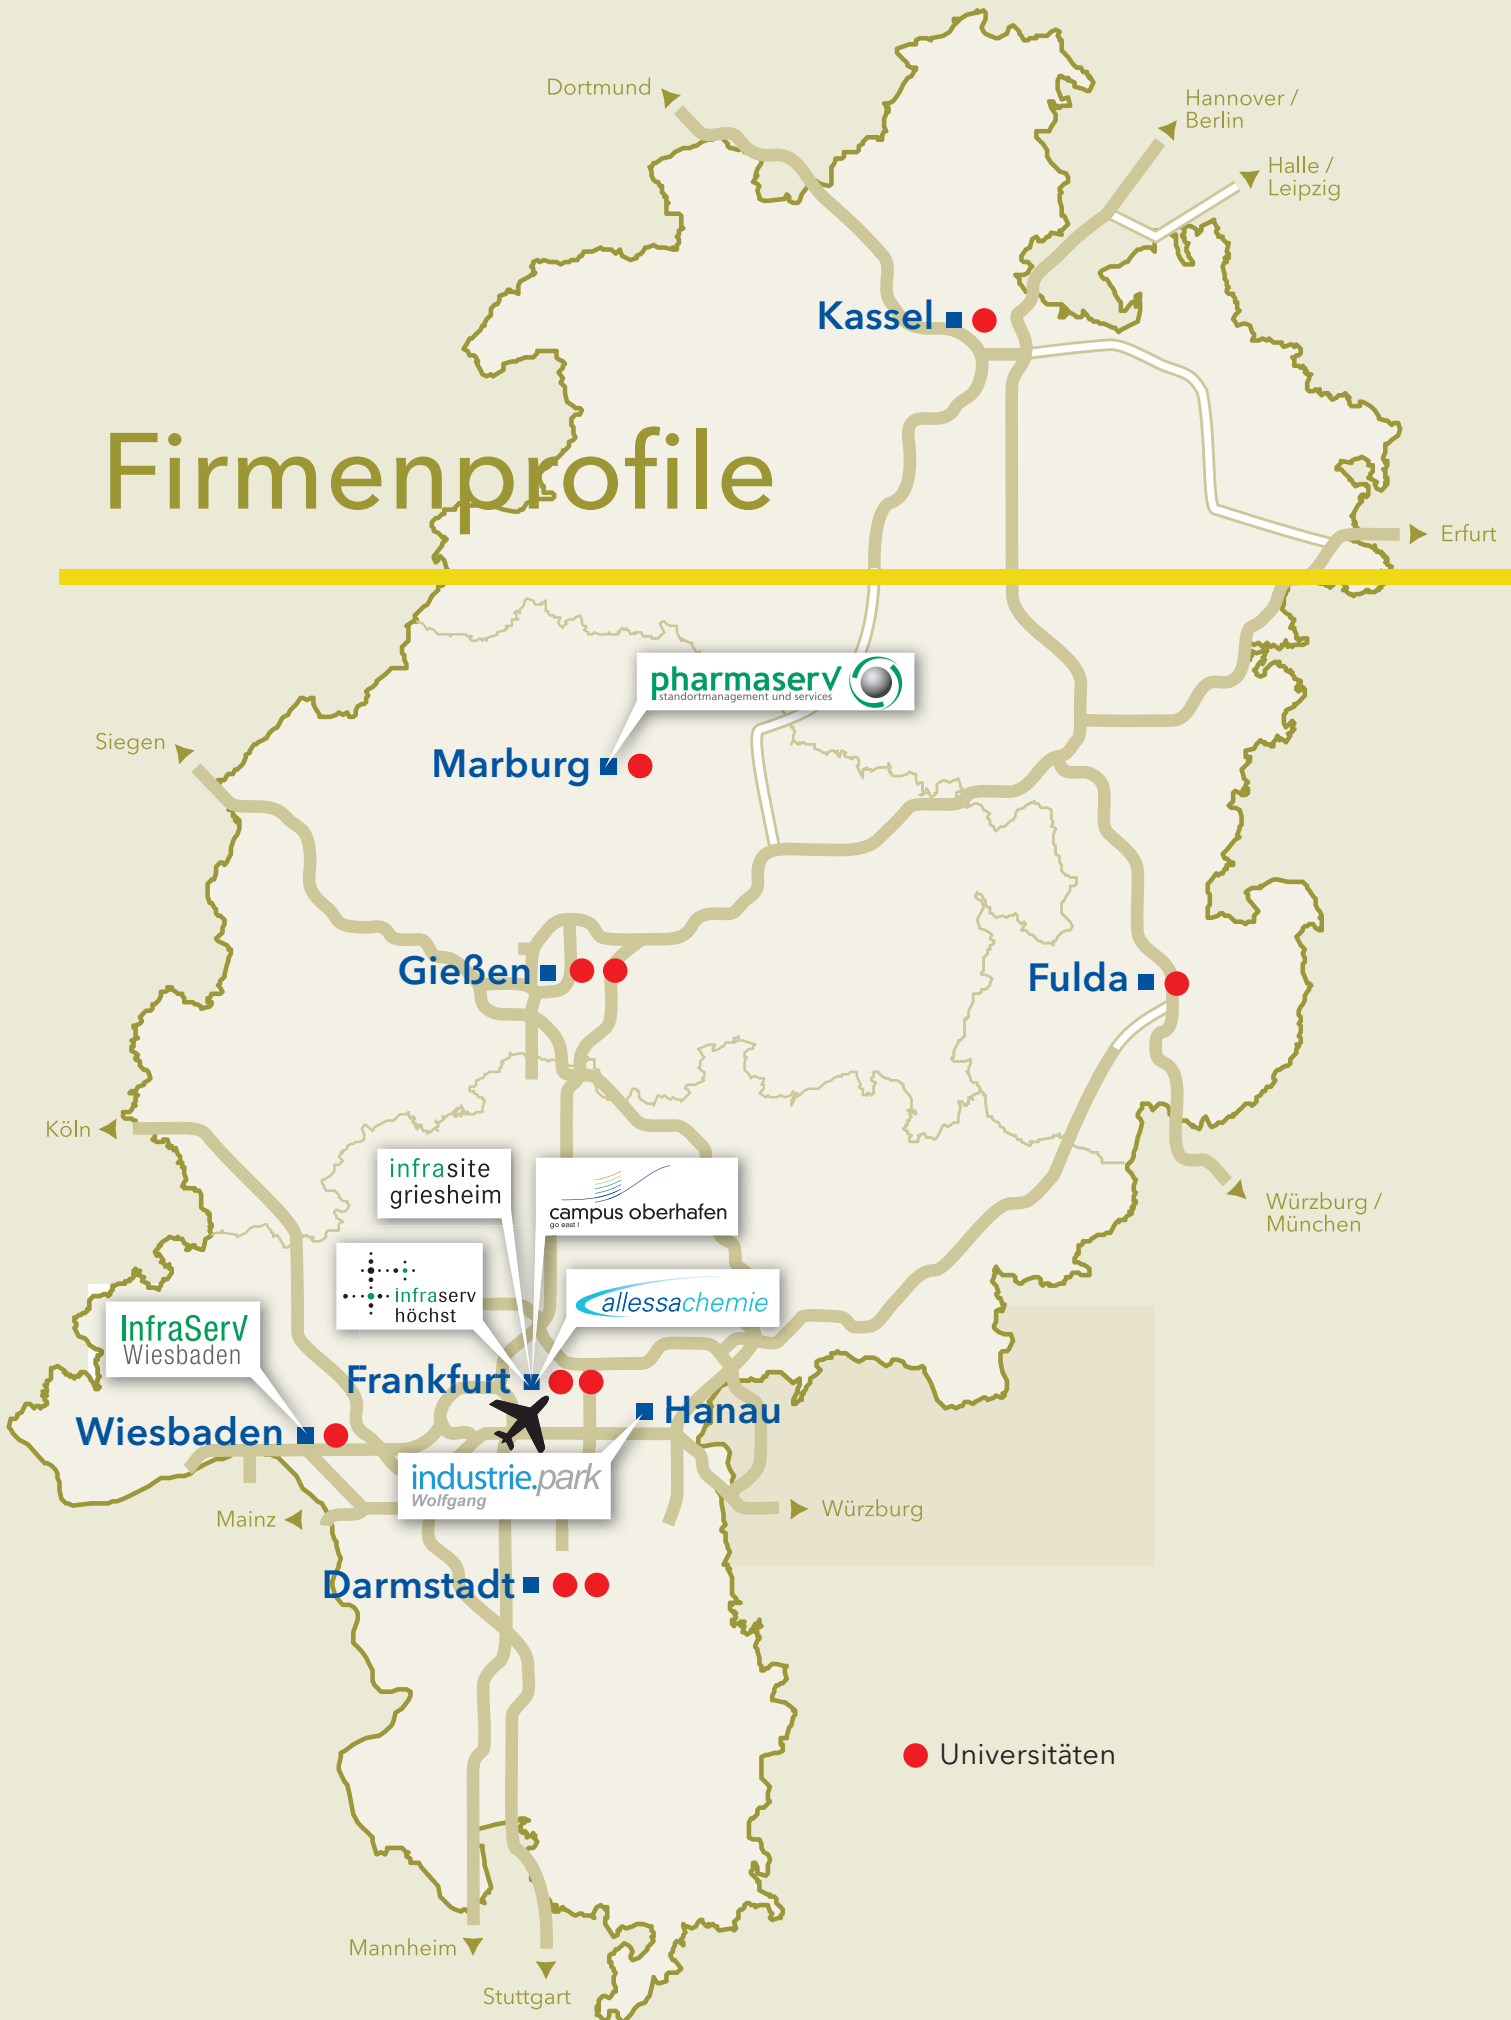 Dortmund
Hannover /
Berlin
Halle /
Leipzig
Kassel
Firmenprofile
Erfurt
pharmaserv
standortmanagement und services
Siegen
Marburg
Gießen
Fulda
Köln
infrasite
griesheim
campus oberhafen
go east !
Würzburg /
München
infraserv
höchst
allessachemie
InfraServ
Wiesbaden
Frankfurt
Hanau
Wiesbaden
industrie.park
Wolfgang
Mainz
Würzburg
Darmstadt
Universitäten
Mannheim
Stuttgart